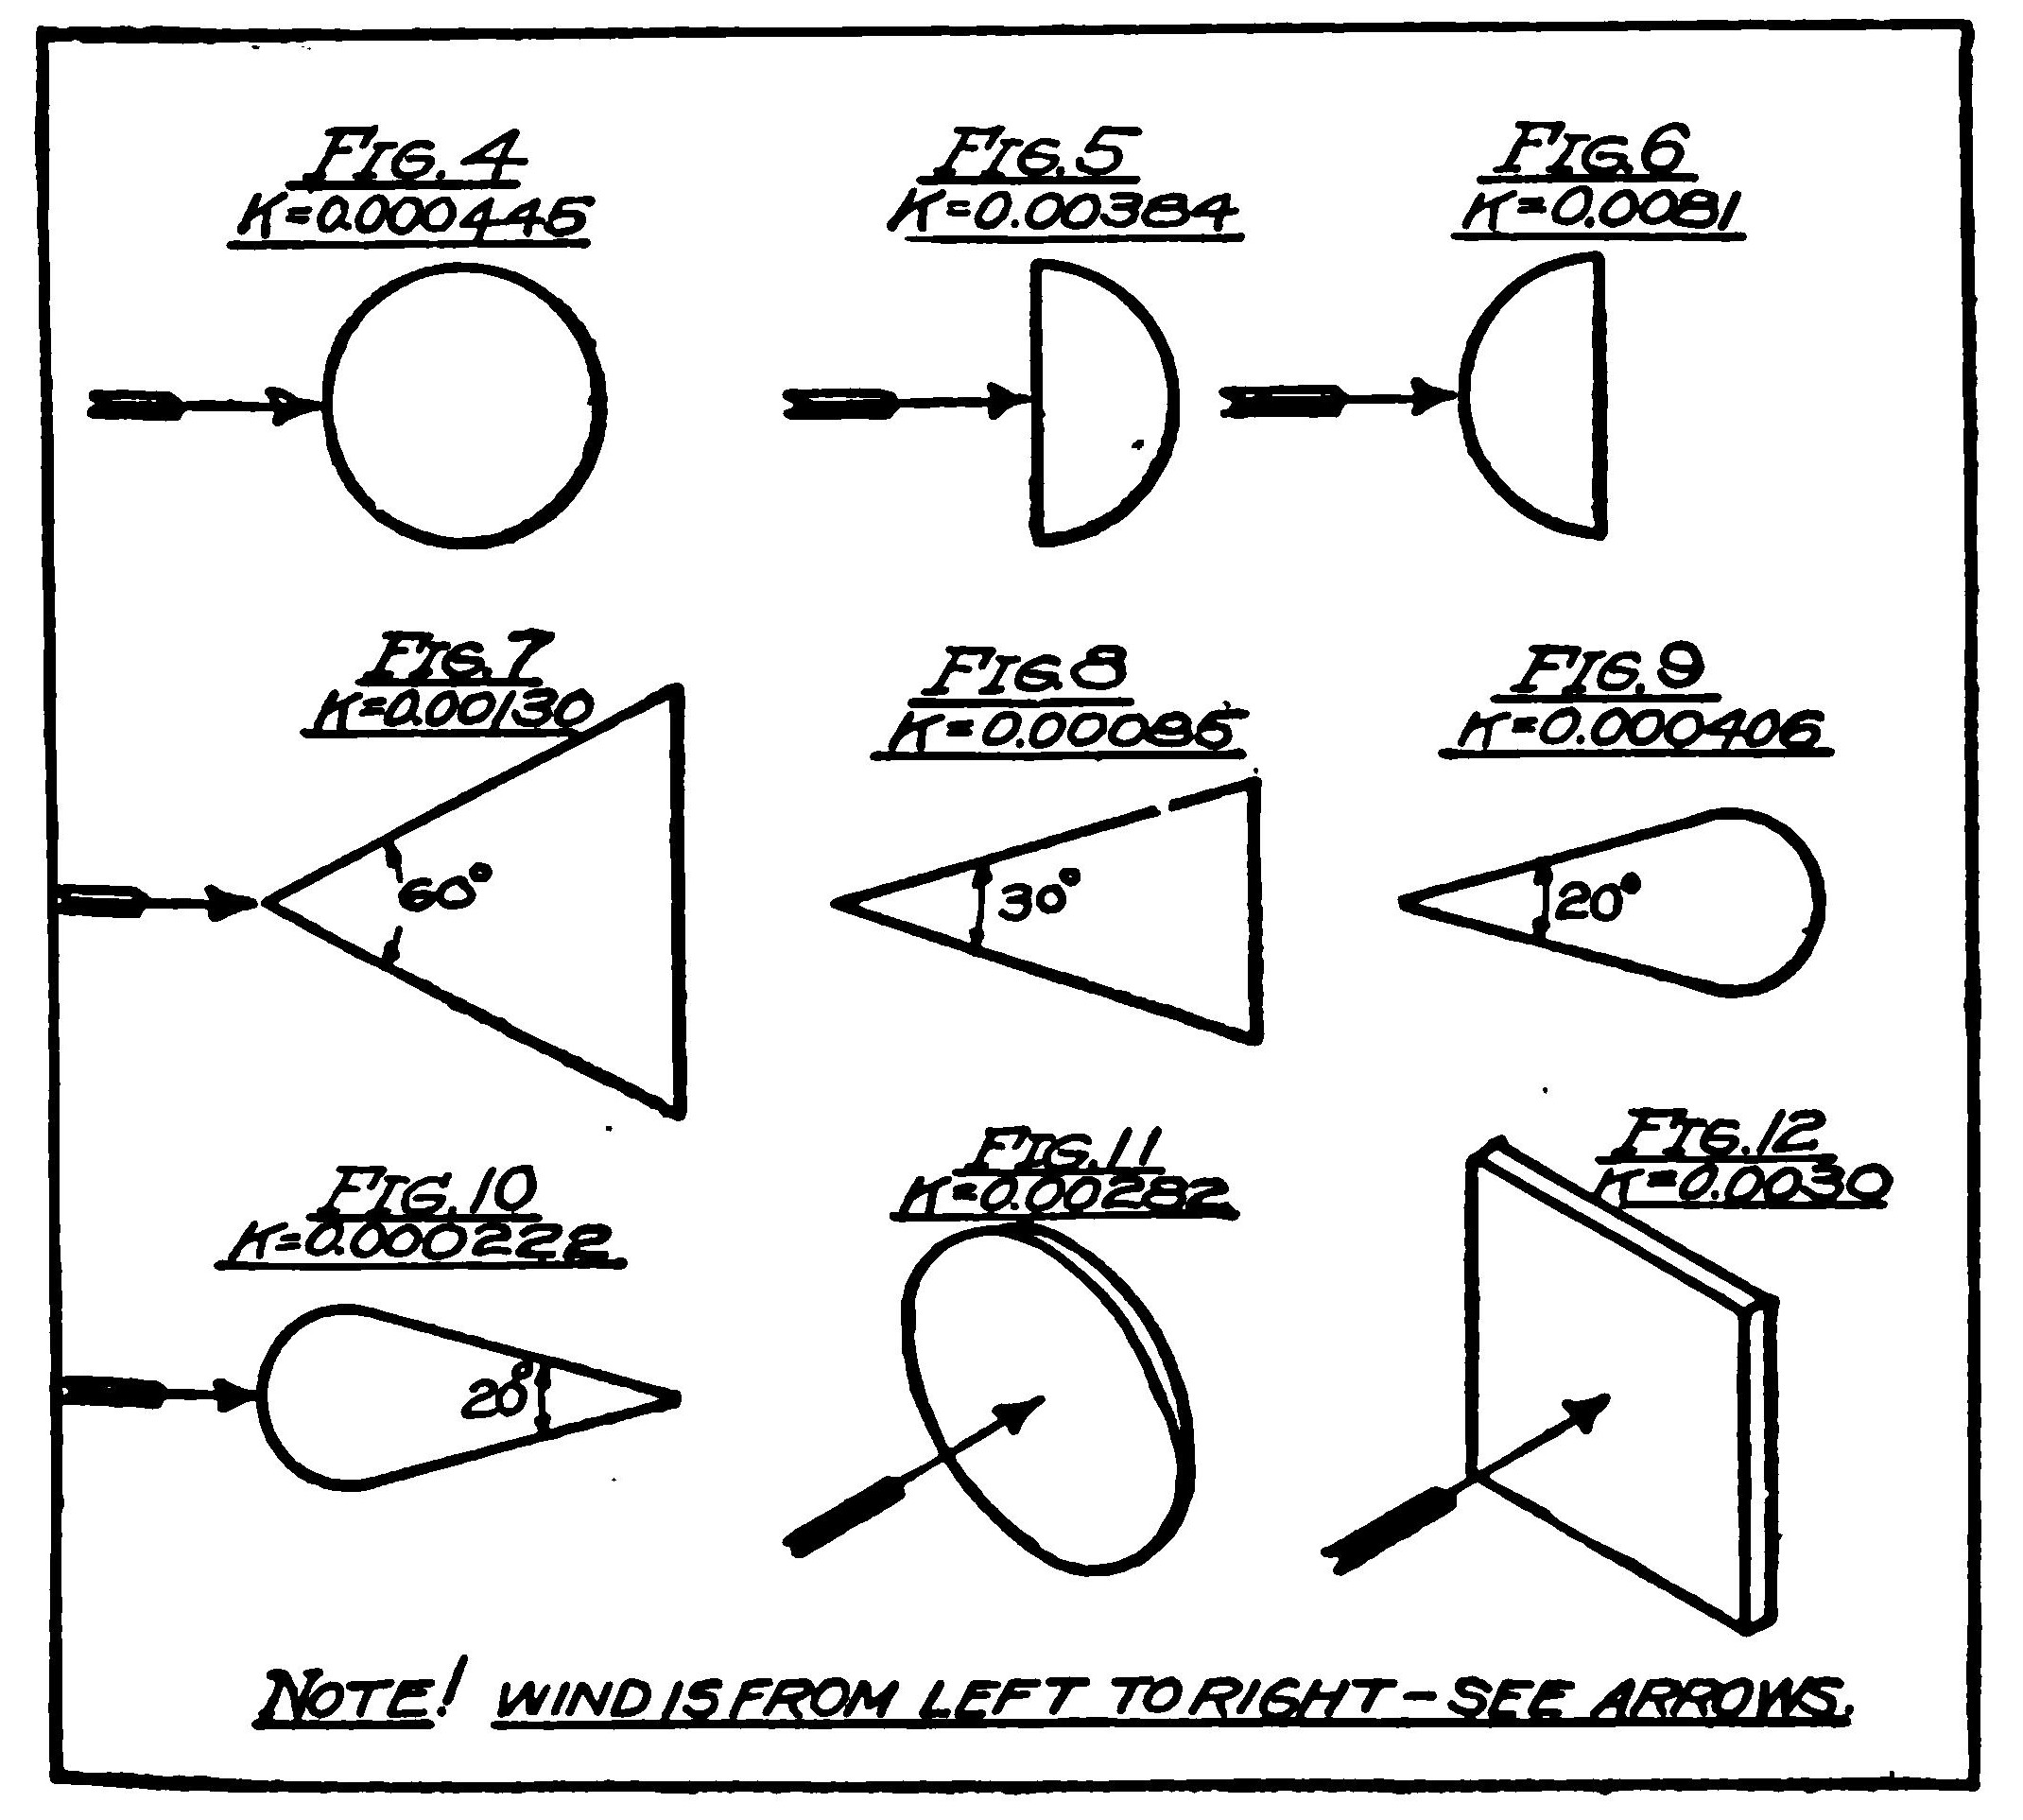 FIG. 4
K=0.000445
FIG. 5
K=0.00384
FIG. 6
K=0.0081
FIG. 7
K=0.00130
60°
FIG. 8
K=0.00085
30°
FIG. 9
K=0.000406
20°
FIG. 10
K=0.000222
20°
FIG. 11
K=0.00282
FIG. 12
K=0.0030
NOTE! WIND IS FROM LEFT TO RIGHT - SEE ARROWS.